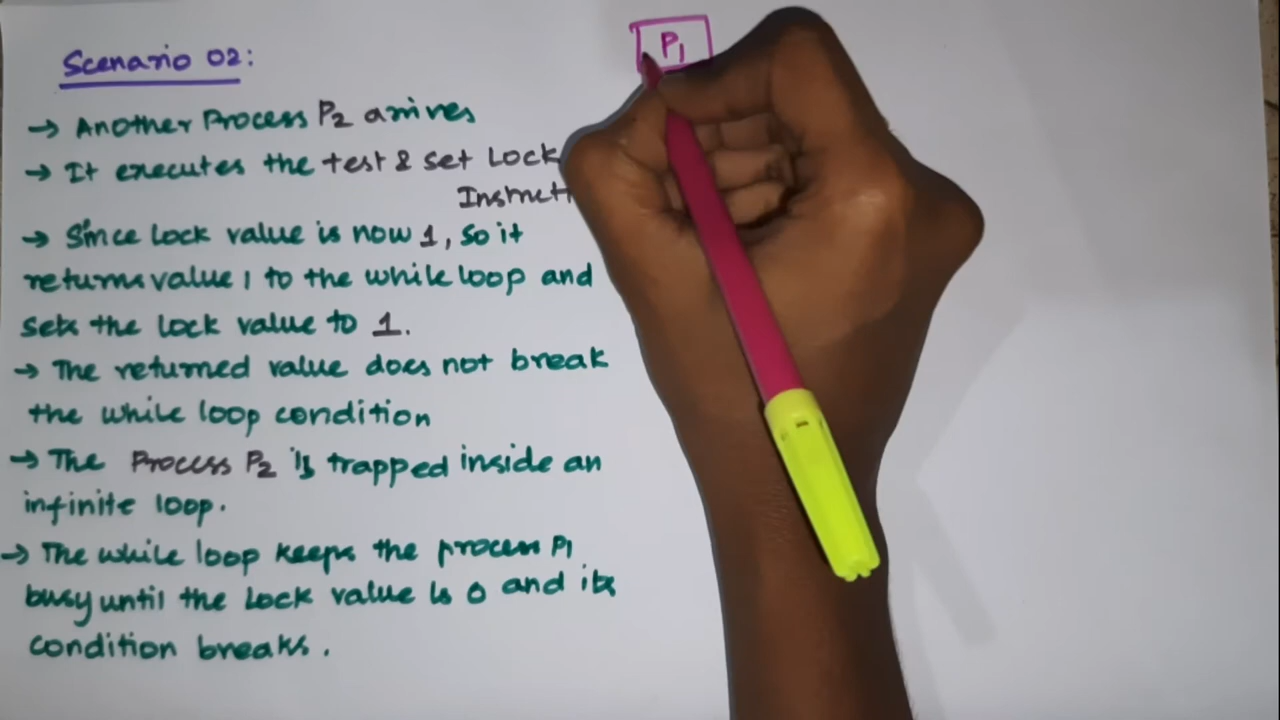 Scenario 02:
→ Another Process P2 arrives
→ It executes the test & set Lock
→ Since lock value is now 1, so it
returns value 1 to the while loop and
sets the lock value to 1.
→ The returned value does not break
the while loop condition
→ The Process P2 is trapped inside an
infinite loop.
→ The while loop keeps the process P1
busy until the Lock value is 0 and its
condition breaks.
P1